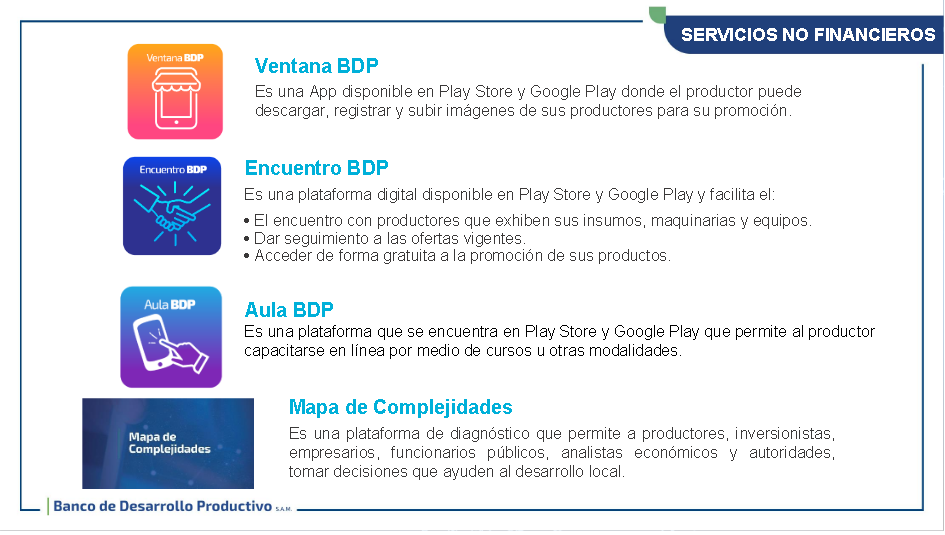 SERVICIOS NO FINANCIEROS
Ventana BDP
Ventana BDP
Es una App disponible en Play Store y Google Play donde el productor puede
descargar, registrar y subir imágenes de sus productores para su promoción.
Encuentro BDP
Encuentro BDP
Es una plataforma digital disponible en Play Store y Google Play y facilita el:
• El encuentro con productores que exhiben sus insumos, maquinarias y equipos.
• Dar seguimiento a las ofertas vigentes.
• Acceder de forma gratuita a la promoción de sus productos.
Aula BDP
Aula BDP
Es una plataforma que se encuentra en Play Store y Google Play que permite al productor
capacitarse en línea por medio de cursos u otras modalidades.
Mapa de
Complejidades
Mapa de Complejidades
Es una plataforma de diagnóstico que permite a productores, inversionistas,
empresarios, funcionarios públicos, analistas económicos y autoridades,
tomar decisiones que ayuden al desarrollo local.
Banco de Desarrollo Productivo S.A.M.